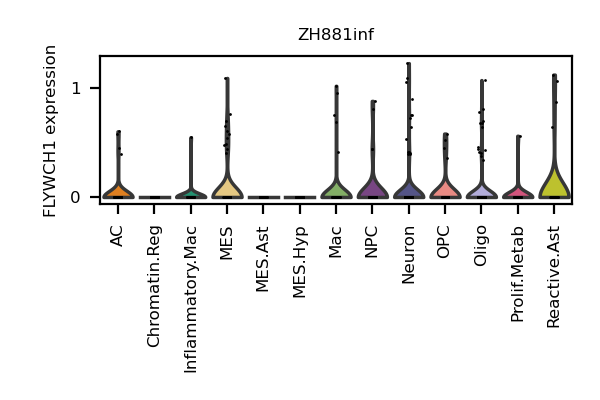 ZH881inf
FLYWCH1 expression
1
0
AC
Chromatin.Reg
Inflammatory.Mac
MES
MES.Ast
MES.Hyp
Mac
NPC
Neuron
OPC
Oligo
Prolif.Metab
Reactive.Ast